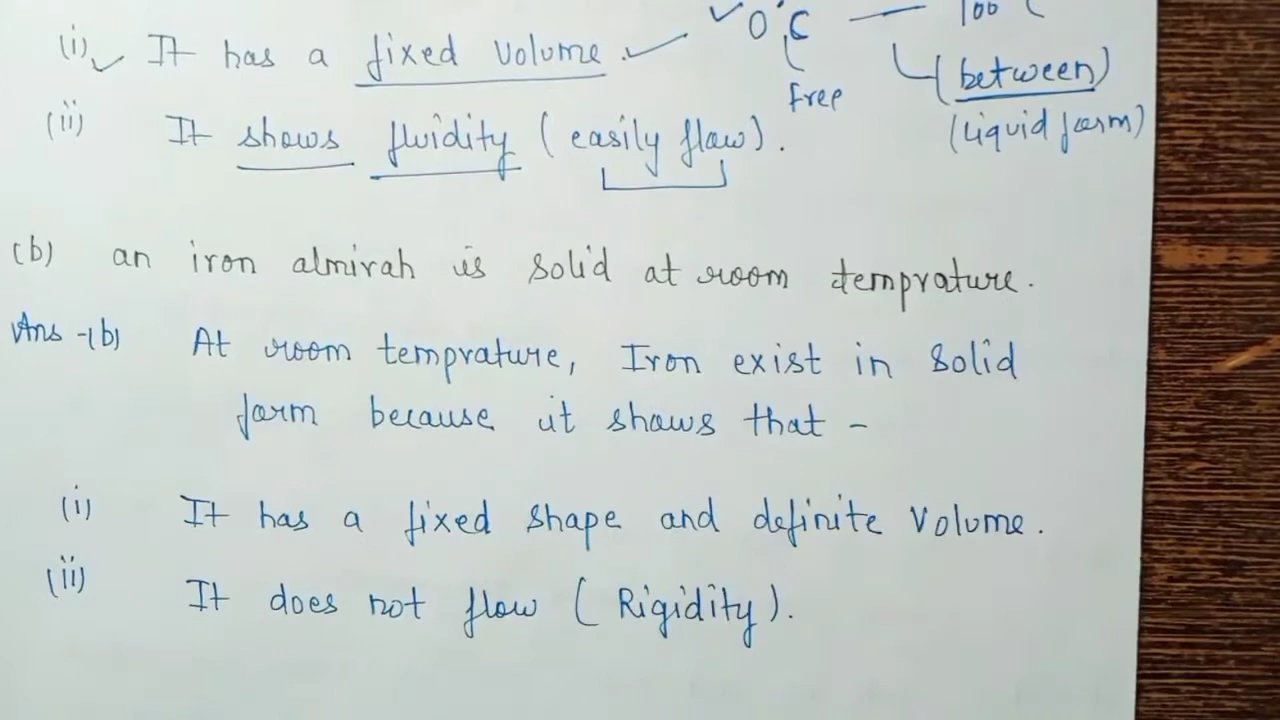 (i) It has a fixed volume.
0°C — 100 C
Free
(between)
(liquid form)
(ii) It shows fluidity (easily flow).
(b) an iron almirah is solid at room temprature.
Ans -(b) At room temprature, Iron exist in solid
form because it shows that -
(i) It has a fixed shape and definite volume.
(ii) It does not flow (Rigidity).